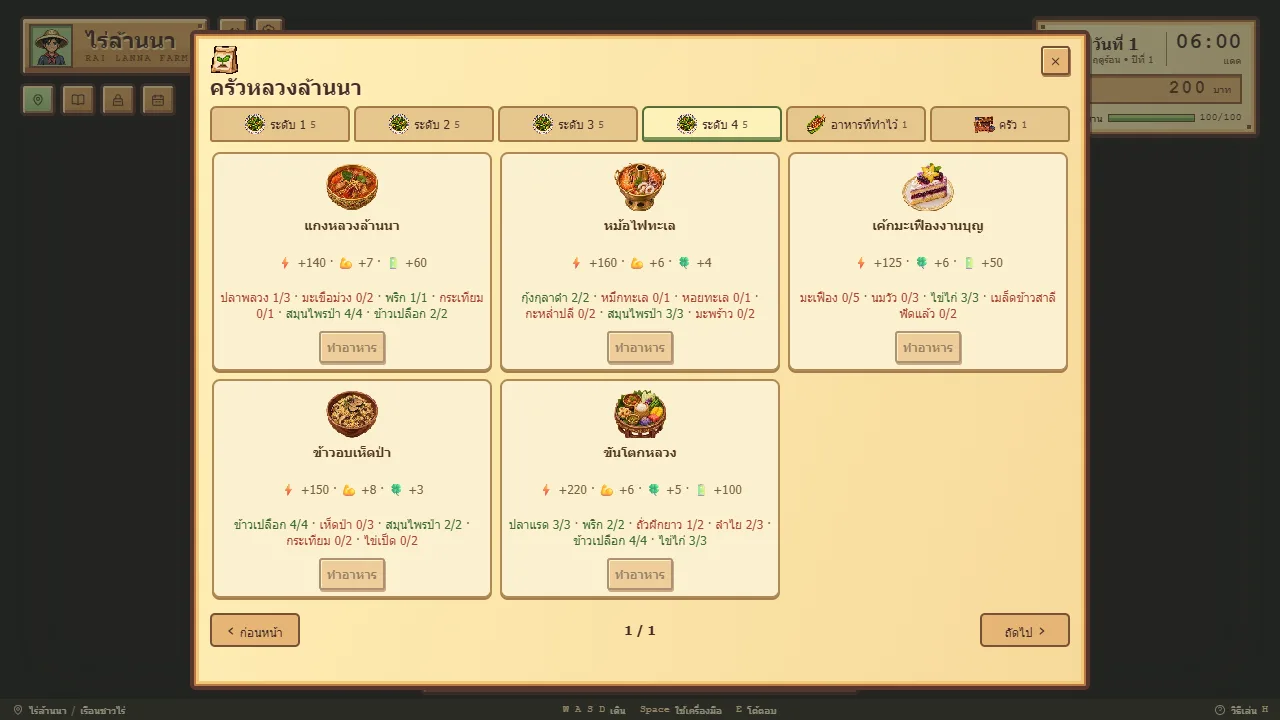 ไร่ล้านนา
RAI LANNA FARM
วันที่ 1
ฤดูร้อน • ปีที่ 1
06:00
แดด
200 บาท
100/100
ครัวหลวงล้านนา
×
ระดับ 1 5
ระดับ 2 5
ระดับ 3 5
ระดับ 4 5
อาหารที่ทำไว้ 1
ครัว 1
แกงหลวงล้านนา
+140 · +7 · +60
ปลาพลวง 1/3 · มะเขือม่วง 0/2 · พริก 1/1 · กระเทียม
0/1 · สมุนไพรป่า 4/4 · ข้าวเปลือก 2/2
ทำอาหาร
หม้อไฟทะเล
+160 · +6 · +4
กุ้งกุลาดำ 2/2 · หมึกทะเล 0/1 · หอยทะเล 0/1 ·
กะหล่ำปลี 0/2 · สมุนไพรป่า 3/3 · มะพร้าว 0/2
ทำอาหาร
เค้กมะเฟืองงานบุญ
+125 · +6 · +50
มะเฟือง 0/5 · นมวัว 0/3 · ไข่ไก่ 3/3 · เมล็ดข้าวสาลี
ฟัดแล้ว 0/2
ทำอาหาร
ข้าวอบเห็ดป่า
+150 · +8 · +3
ข้าวเปลือก 4/4 · เห็ดป่า 0/3 · สมุนไพรป่า 2/2 ·
กระเทียม 0/2 · ไข่เป็ด 0/2
ทำอาหาร
ขันโตกหลวง
+220 · +6 · +5 · +100
ปลาแรด 3/3 · พริก 2/2 · ถั่วฝักยาว 1/2 · ลำไย 2/3 ·
ข้าวเปลือก 4/4 · ไข่ไก่ 3/3
ทำอาหาร
‹ ก่อนหน้า
1 / 1
ถัดไป ›
ไร่ล้านนา / เรือนชาวไร่
W A S D เดิน Space ใช้เครื่องมือ E โต้ตอบ
วิธีเล่น H